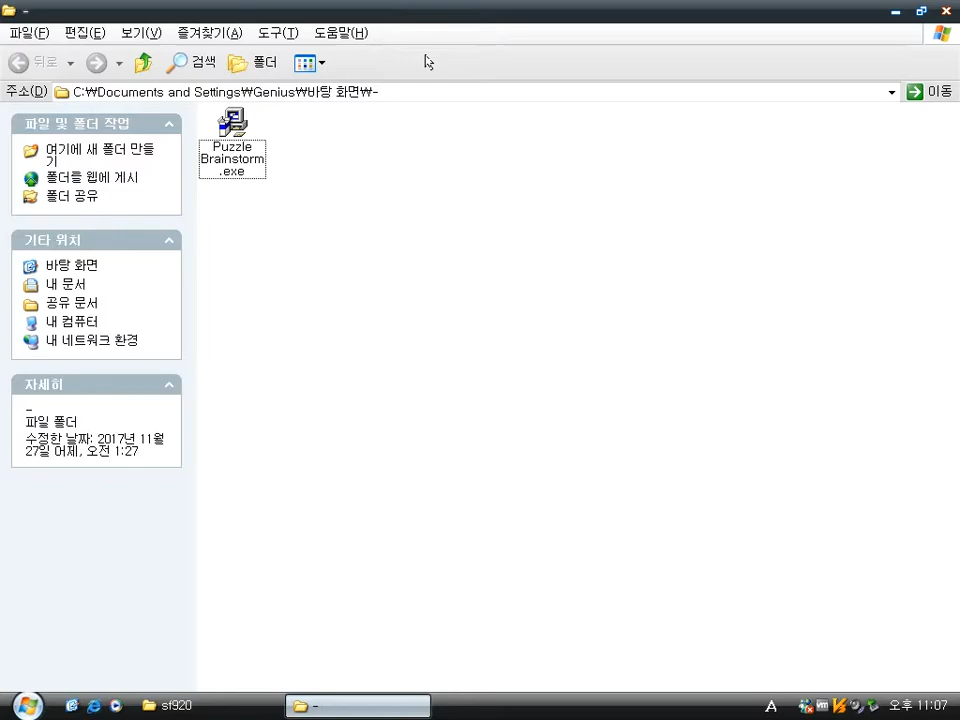 -
파일(F) 편집(E) 보기(V) 즐겨찾기(A) 도구(T) 도움말(H)
뒤로 검색 폴더
주소(D) C:₩Documents and Settings₩Genius₩바탕 화면₩- 이동
파일 및 폴더 작업
여기에 새 폴더 만들
기
폴더를 웹에 게시
폴더 공유
기타 위치
바탕 화면
내 문서
공유 문서
내 컴퓨터
내 네트워크 환경
자세히
-
파일 폴더
수정한 날짜: 2017년 11월
27일 어제, 오전 1:27
Puzzle
Brainstorm
.exe
sf920 - A 오후 11:07